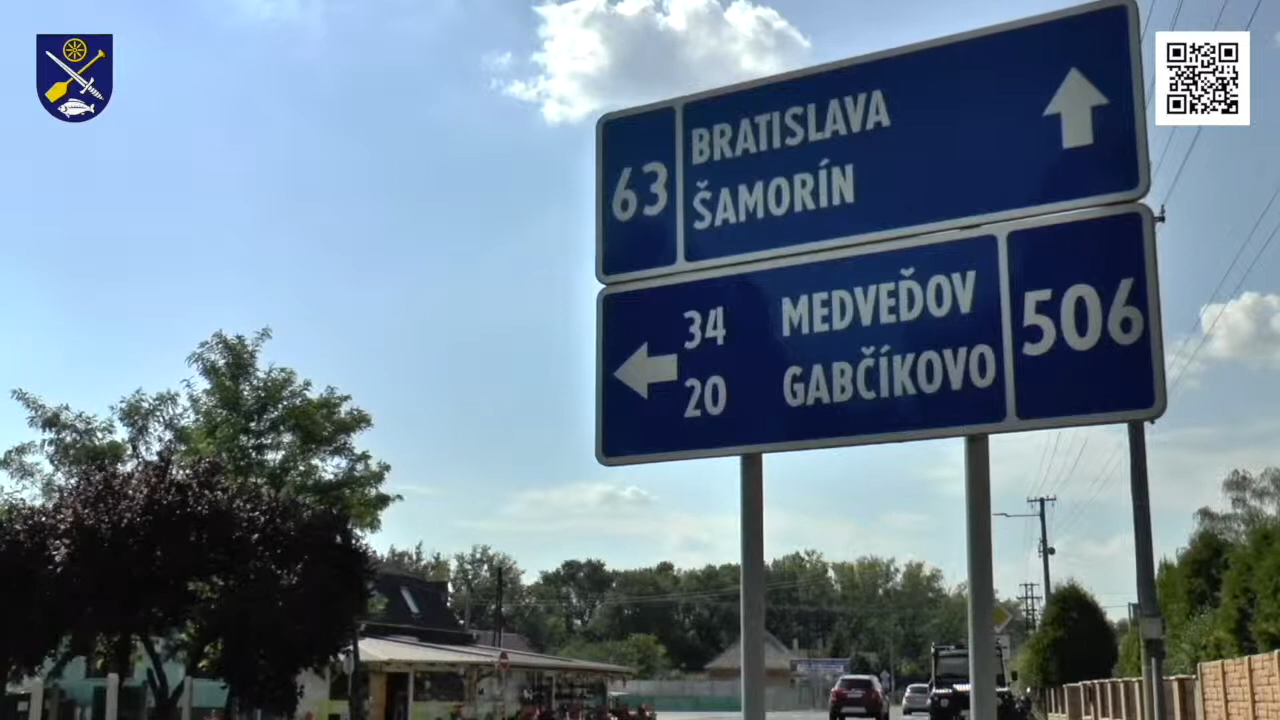 63
BRATISLAVA
ŠAMORÍN
34 MEDVEĎOV
20 GABČÍKOVO
506